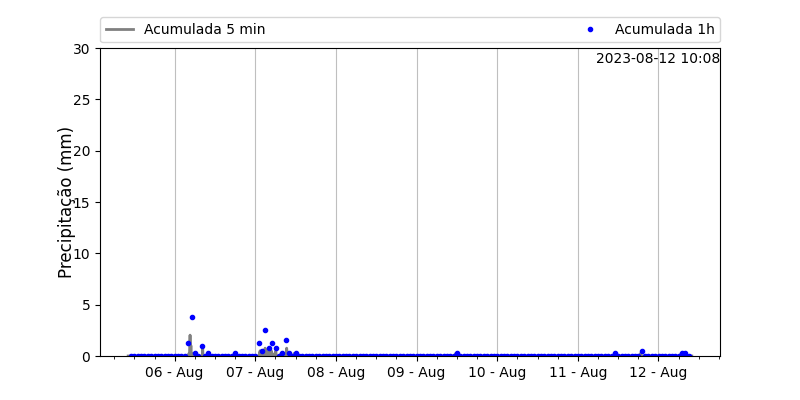 Acumulada 5 min
Acumulada 1h
2023-08-12 10:08
Precipitação (mm)
30
25
20
15
10
5
0
06 - Aug
07 - Aug
08 - Aug
09 - Aug
10 - Aug
11 - Aug
12 - Aug